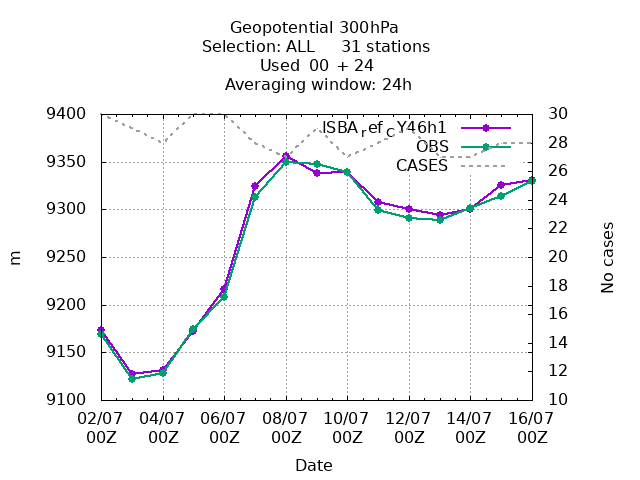 Geopotential 300hPa
Selection: ALL 31 stations
Used 00 + 24
Averaging window: 24h
9400
9350
9300
9250
9200
9150
9100
m
30
28
26
24
22
20
18
16
14
12
10
No cases
ISBA_ref_CY46h1
OBS
CASES
02/07 04/07 06/07 08/07 10/07 12/07 14/07 16/07
00Z 00Z 00Z 00Z 00Z 00Z 00Z 00Z
Date